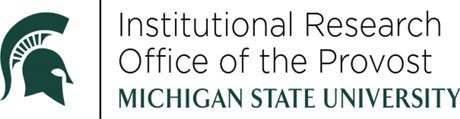 Institutional Research
Office of the Provost
MICHIGAN STATE UNIVERSITY